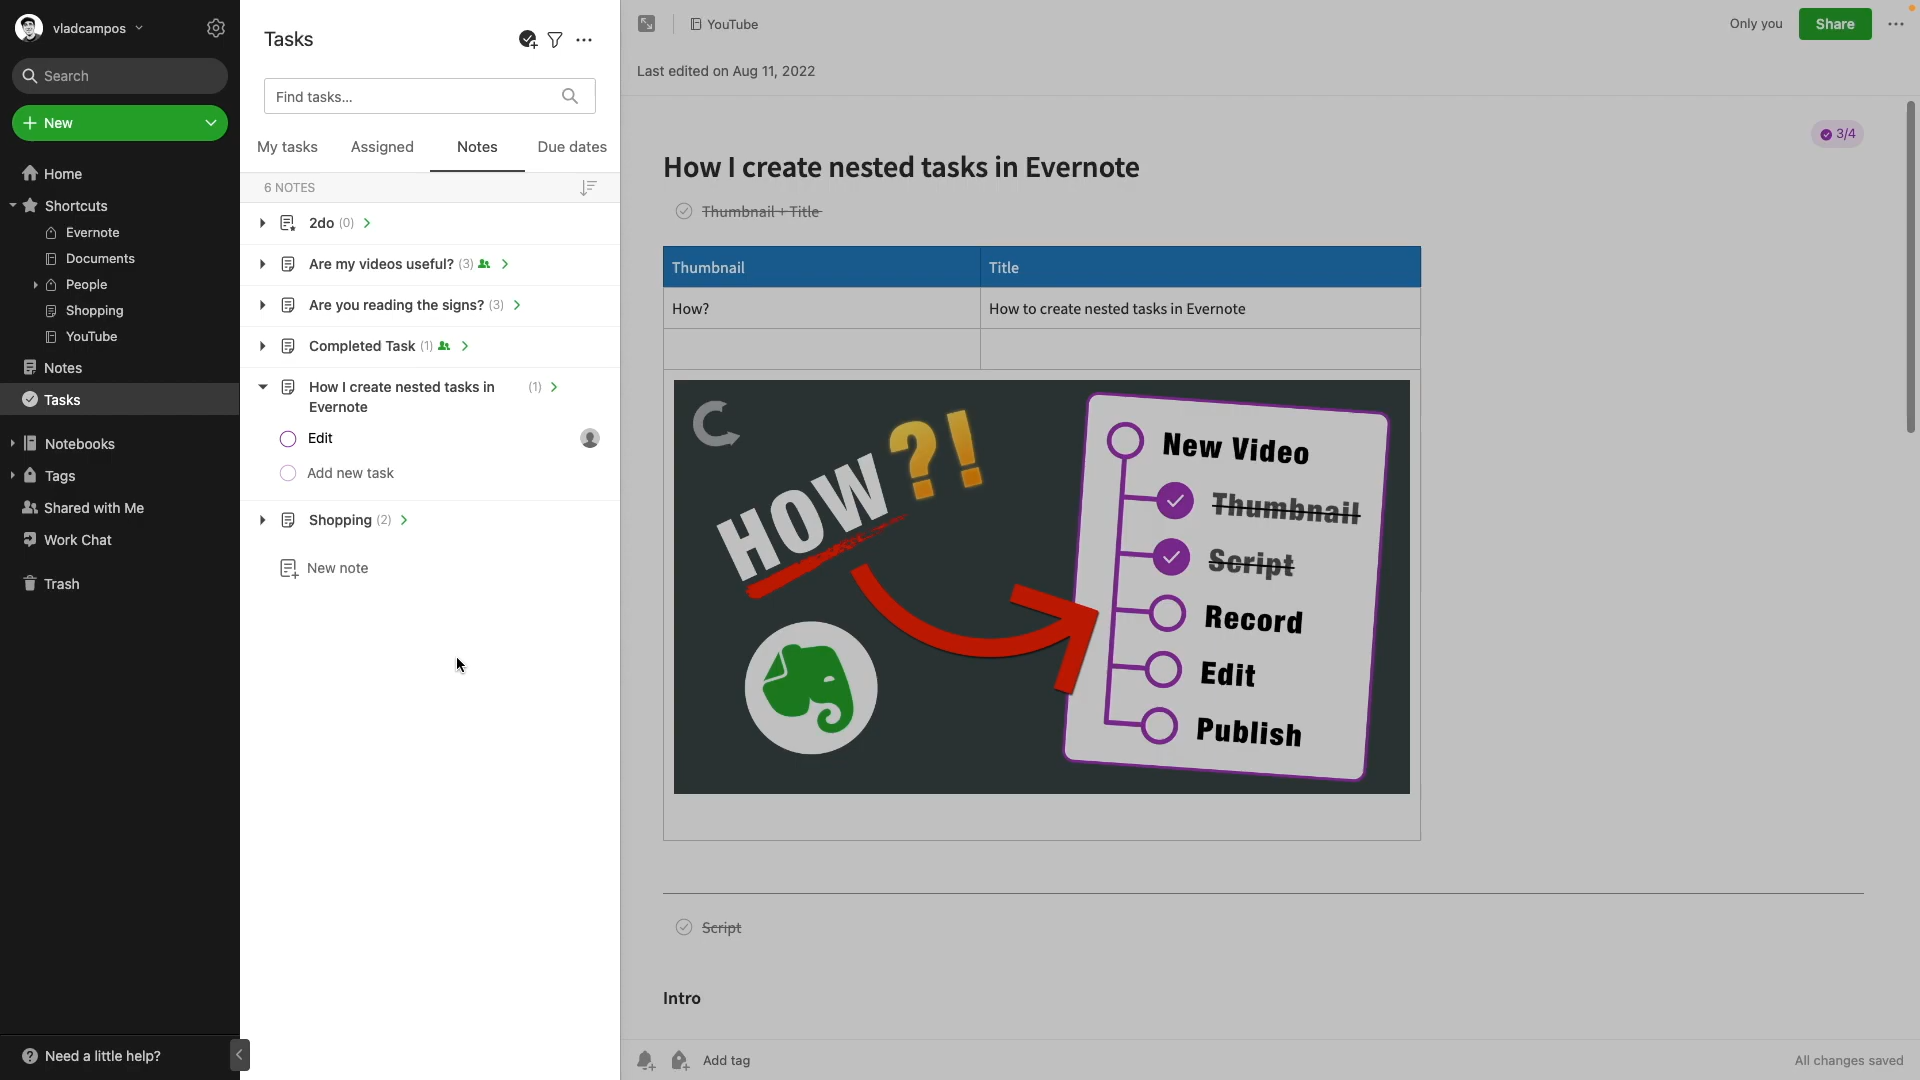 vladcampos
Search
New
Home
Shortcuts
Evernote
Documents
People
Shopping
YouTube
Notes
Tasks
Notebooks
Tags
Shared with Me
Work Chat
Trash
Need a little help?
Tasks
Find tasks...
My tasks
Assigned
Notes
Due dates
6 NOTES
2do (0)
Are my videos useful? (3)
Are you reading the signs? (3)
Completed Task (1)
How I create nested tasks in (1)
Evernote
Edit
Add new task
Shopping (2)
New note
YouTube
Only you
Share
Last edited on Aug 11, 2022
3/4
How I create nested tasks in Evernote
Thumbnail + Title
Thumbnail Title
How? How to create nested tasks in Evernote
HOW?!
New Video
Thumbnail
Script
Record
Edit
Publish
Script
Intro
Add tag
All changes saved